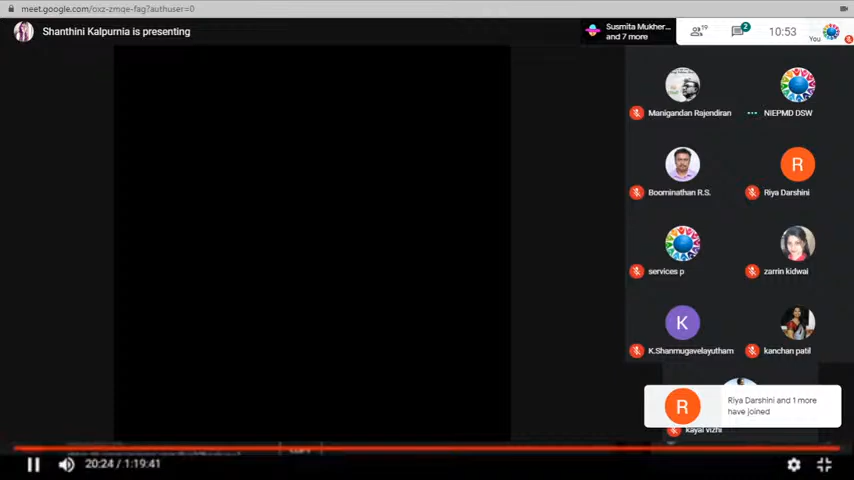 meet.google.com/oxz-zmqe-fag?authuser=0
Shanthini Kalpurnia is presenting
Susmita Mukher...
and 7 more
19
2
10:53
You
Manigandan Rajendiran
NIEPMD DSW
Boominathan R.S.
R
Riya Darshini
services p
zarrin kidwai
K
K.Shanmugavelayutham
kanchan patil
R
Riya Darshini and 1 more
have joined
kayal vizhi
20:24 / 1:19:41